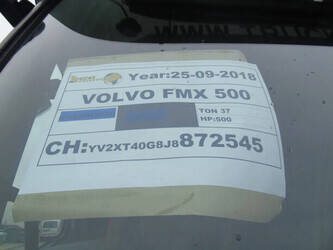 Year:25-09-2018
VOLVO FMX 500
TON 37
HP:500
CH:YV2XT40G8J8872545